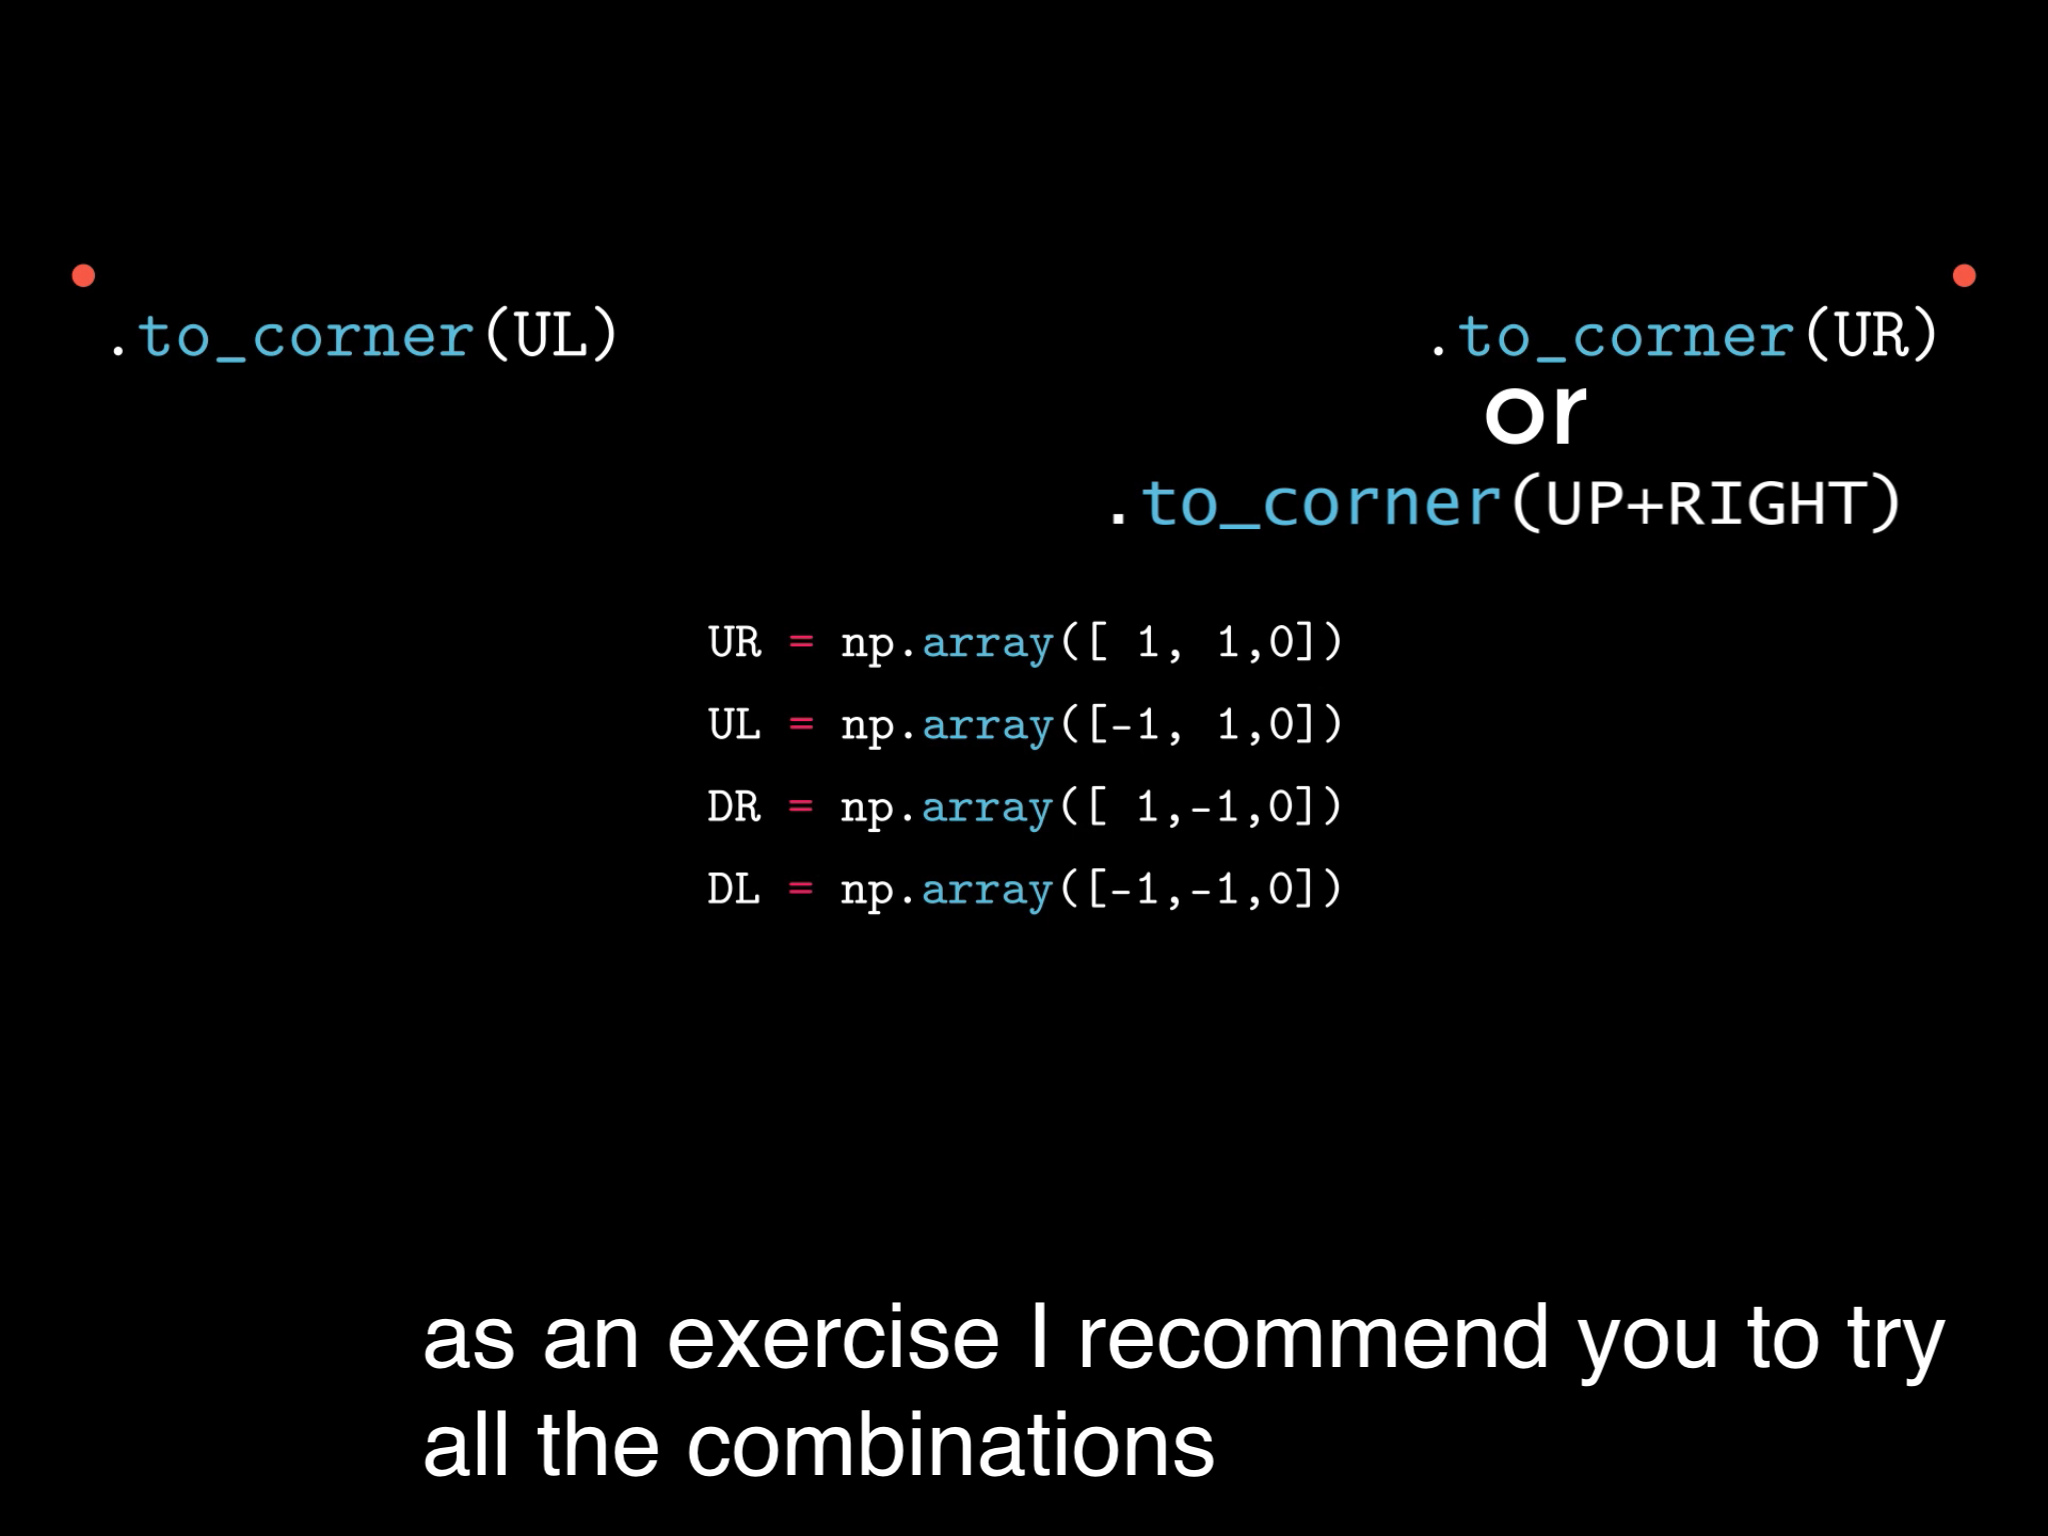 .to_corner(UL)
.to_corner(UR)
or
.to_corner(UP+RIGHT)
UR = np.array([ 1, 1,0])
UL = np.array([-1, 1,0])
DR = np.array([ 1,-1,0])
DL = np.array([-1,-1,0])
as an exercise I recommend you to try
all the combinations